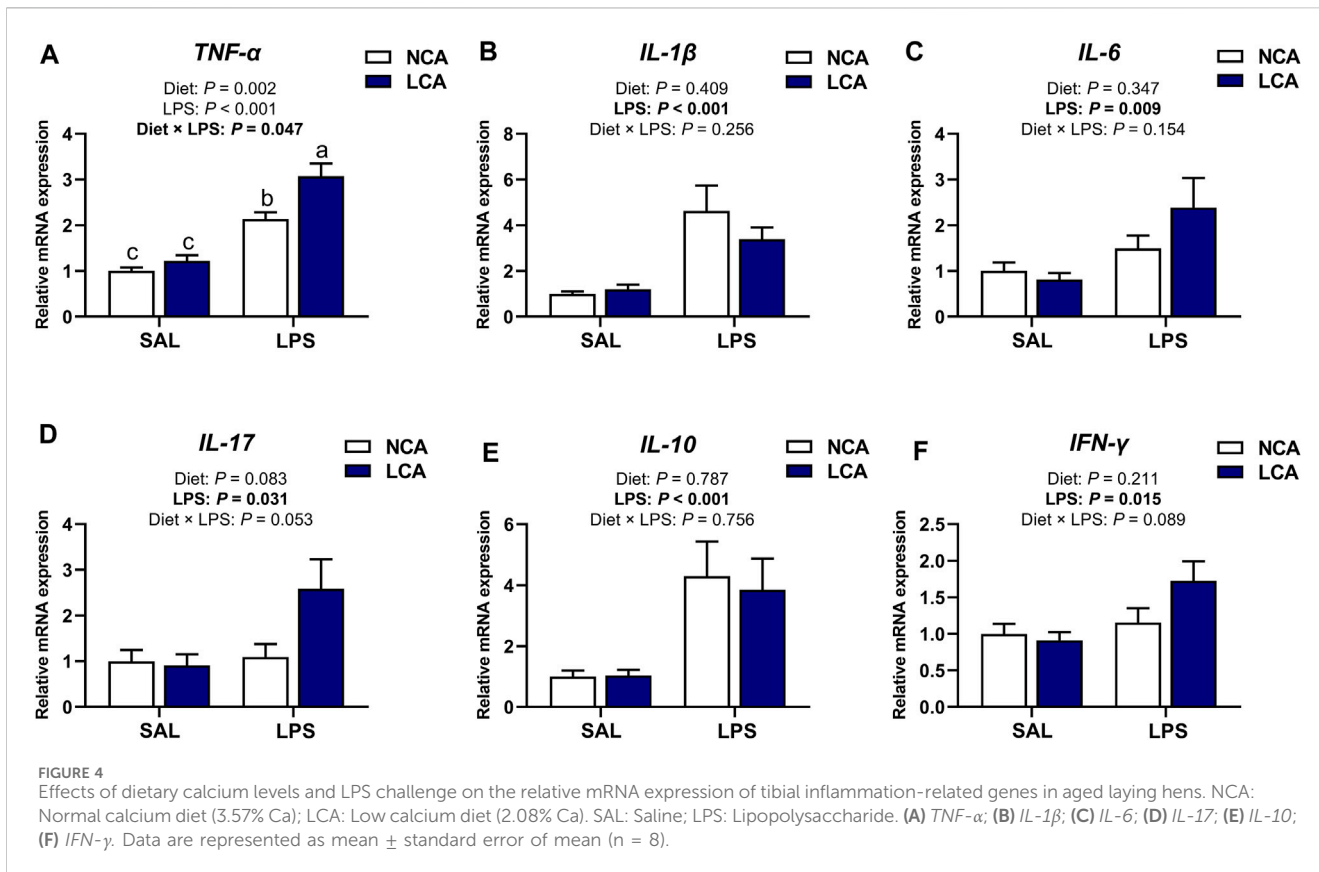 A
TNF-α
NCA
LCA
Diet: P = 0.002
LPS: P < 0.001
Diet × LPS: P = 0.047
Relative mRNA expression
4
3
2
1
0
c
c
b
a
SAL
LPS
B
IL-1β
NCA
LCA
Diet: P = 0.409
LPS: P < 0.001
Diet × LPS: P = 0.256
Relative mRNA expression
8
6
4
2
0
SAL
LPS
C
IL-6
NCA
LCA
Diet: P = 0.347
LPS: P = 0.009
Diet × LPS: P = 0.154
Relative mRNA expression
4
3
2
1
0
SAL
LPS
D
IL-17
NCA
LCA
Diet: P = 0.083
LPS: P = 0.031
Diet × LPS: P = 0.053
Relative mRNA expression
4
3
2
1
0
SAL
LPS
E
IL-10
NCA
LCA
Diet: P = 0.787
LPS: P < 0.001
Diet × LPS: P = 0.756
Relative mRNA expression
6
4
2
0
SAL
LPS
F
IFN-γ
NCA
LCA
Diet: P = 0.211
LPS: P = 0.015
Diet × LPS: P = 0.089
Relative mRNA expression
2.5
2.0
1.5
1.0
0.5
0.0
SAL
LPS
FIGURE 4
Effects of dietary calcium levels and LPS challenge on the relative mRNA expression of tibial inflammation-related genes in aged laying hens. NCA:
Normal calcium diet (3.57% Ca); LCA: Low calcium diet (2.08% Ca). SAL: Saline; LPS: Lipopolysaccharide. (A) TNF-α; (B) IL-1β; (C) IL-6; (D) IL-17; (E) IL-10;
(F) IFN-γ. Data are represented as mean ± standard error of mean (n = 8).